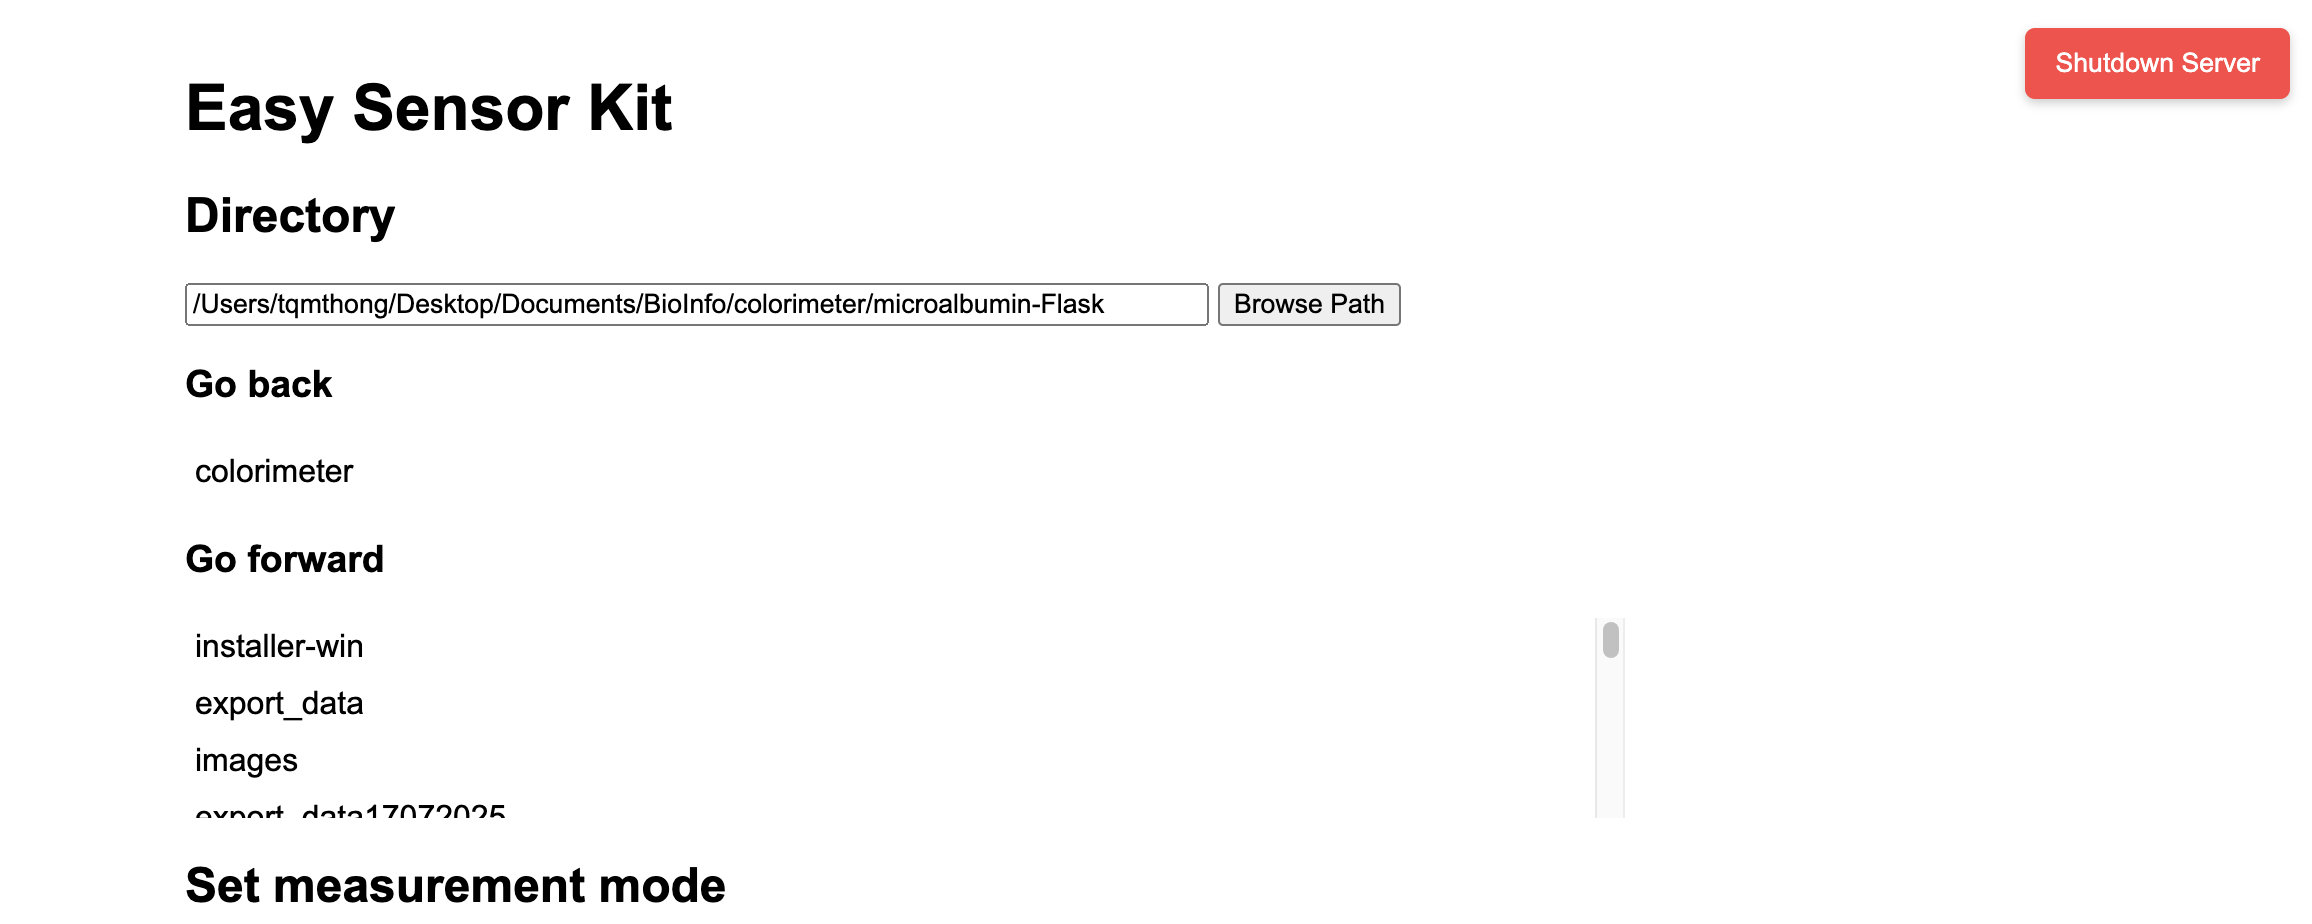 Shutdown Server
Easy Sensor Kit
Directory
/Users/tqmthong/Desktop/Documents/BioInfo/colorimeter/microalbumin-Flask Browse Path
Go back
colorimeter
Go forward
installer-win
export_data
images
export_data17072025
Set measurement mode